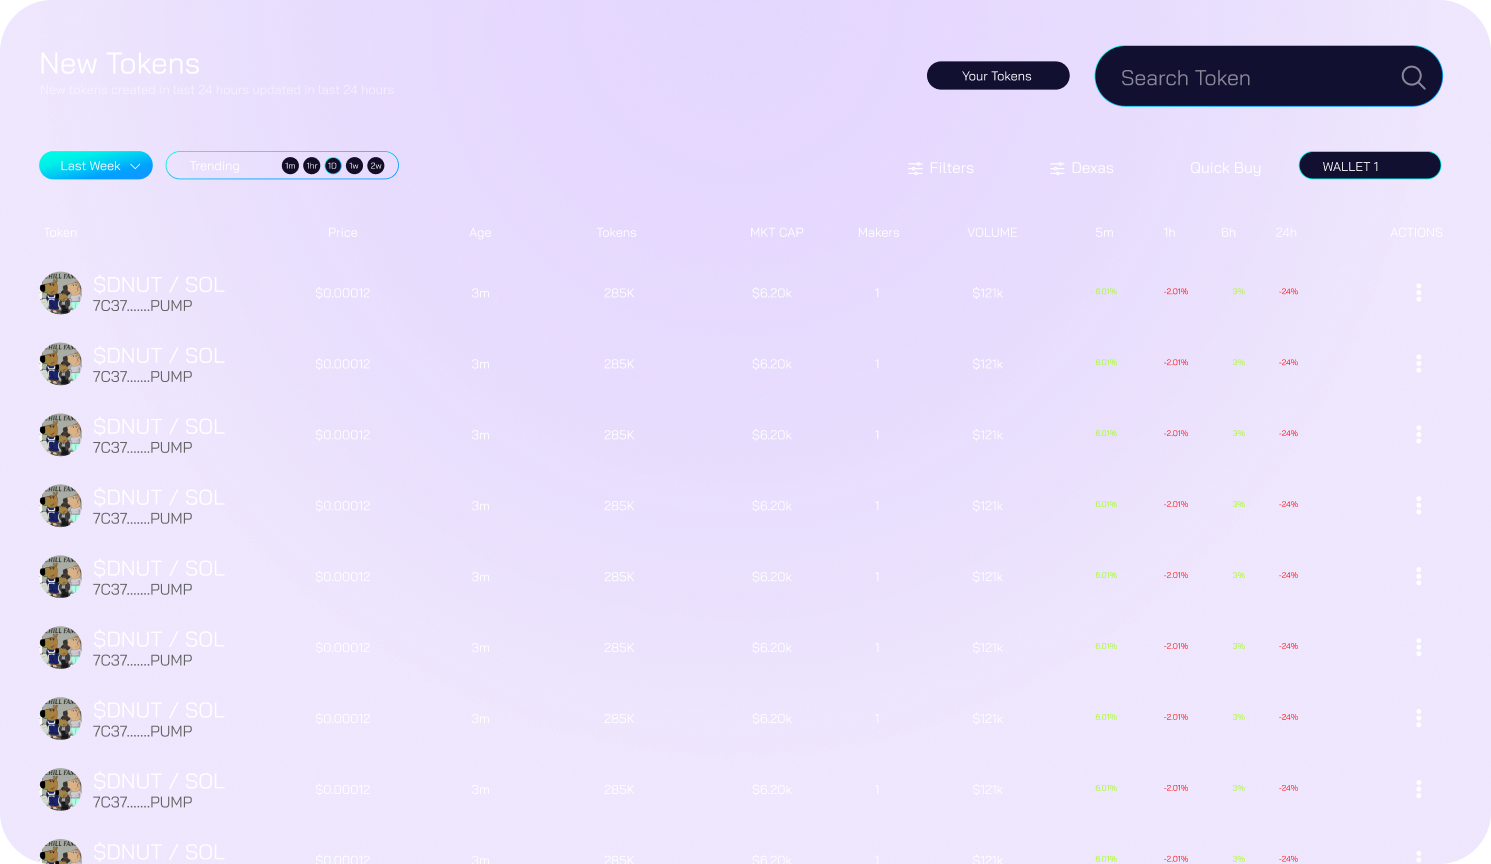 New Tokens
New tokens created in last 24 hours updated in last 24 hours
Your Tokens
Search Token
Last Week
Trending 1m 1hr 1D 1w 2w
Filters
Dexas
Quick Buy
WALLET 1
Token Price Age Tokens MKT CAP Makers VOLUME 5m 1h 6h 24h ACTIONS
$DNUT / SOL
7C37.......PUMP
$0.00012 3m 285K $6.20k 1 $121k 6.01% -2.01% 3% -24%
$DNUT / SOL
7C37.......PUMP
$0.00012 3m 285K $6.20k 1 $121k 6.01% -2.01% 3% -24%
$DNUT / SOL
7C37.......PUMP
$0.00012 3m 285K $6.20k 1 $121k 6.01% -2.01% 3% -24%
$DNUT / SOL
7C37.......PUMP
$0.00012 3m 285K $6.20k 1 $121k 6.01% -2.01% 3% -24%
$DNUT / SOL
7C37.......PUMP
$0.00012 3m 285K $6.20k 1 $121k 6.01% -2.01% 3% -24%
$DNUT / SOL
7C37.......PUMP
$0.00012 3m 285K $6.20k 1 $121k 6.01% -2.01% 3% -24%
$DNUT / SOL
7C37.......PUMP
$0.00012 3m 285K $6.20k 1 $121k 6.01% -2.01% 3% -24%
$DNUT / SOL
7C37.......PUMP
$0.00012 3m 285K $6.20k 1 $121k 6.01% -2.01% 3% -24%
$DNUT / SOL
$0.00012 3m 285K $6.20k 1 $121k 6.01% -2.01% 3% -24%